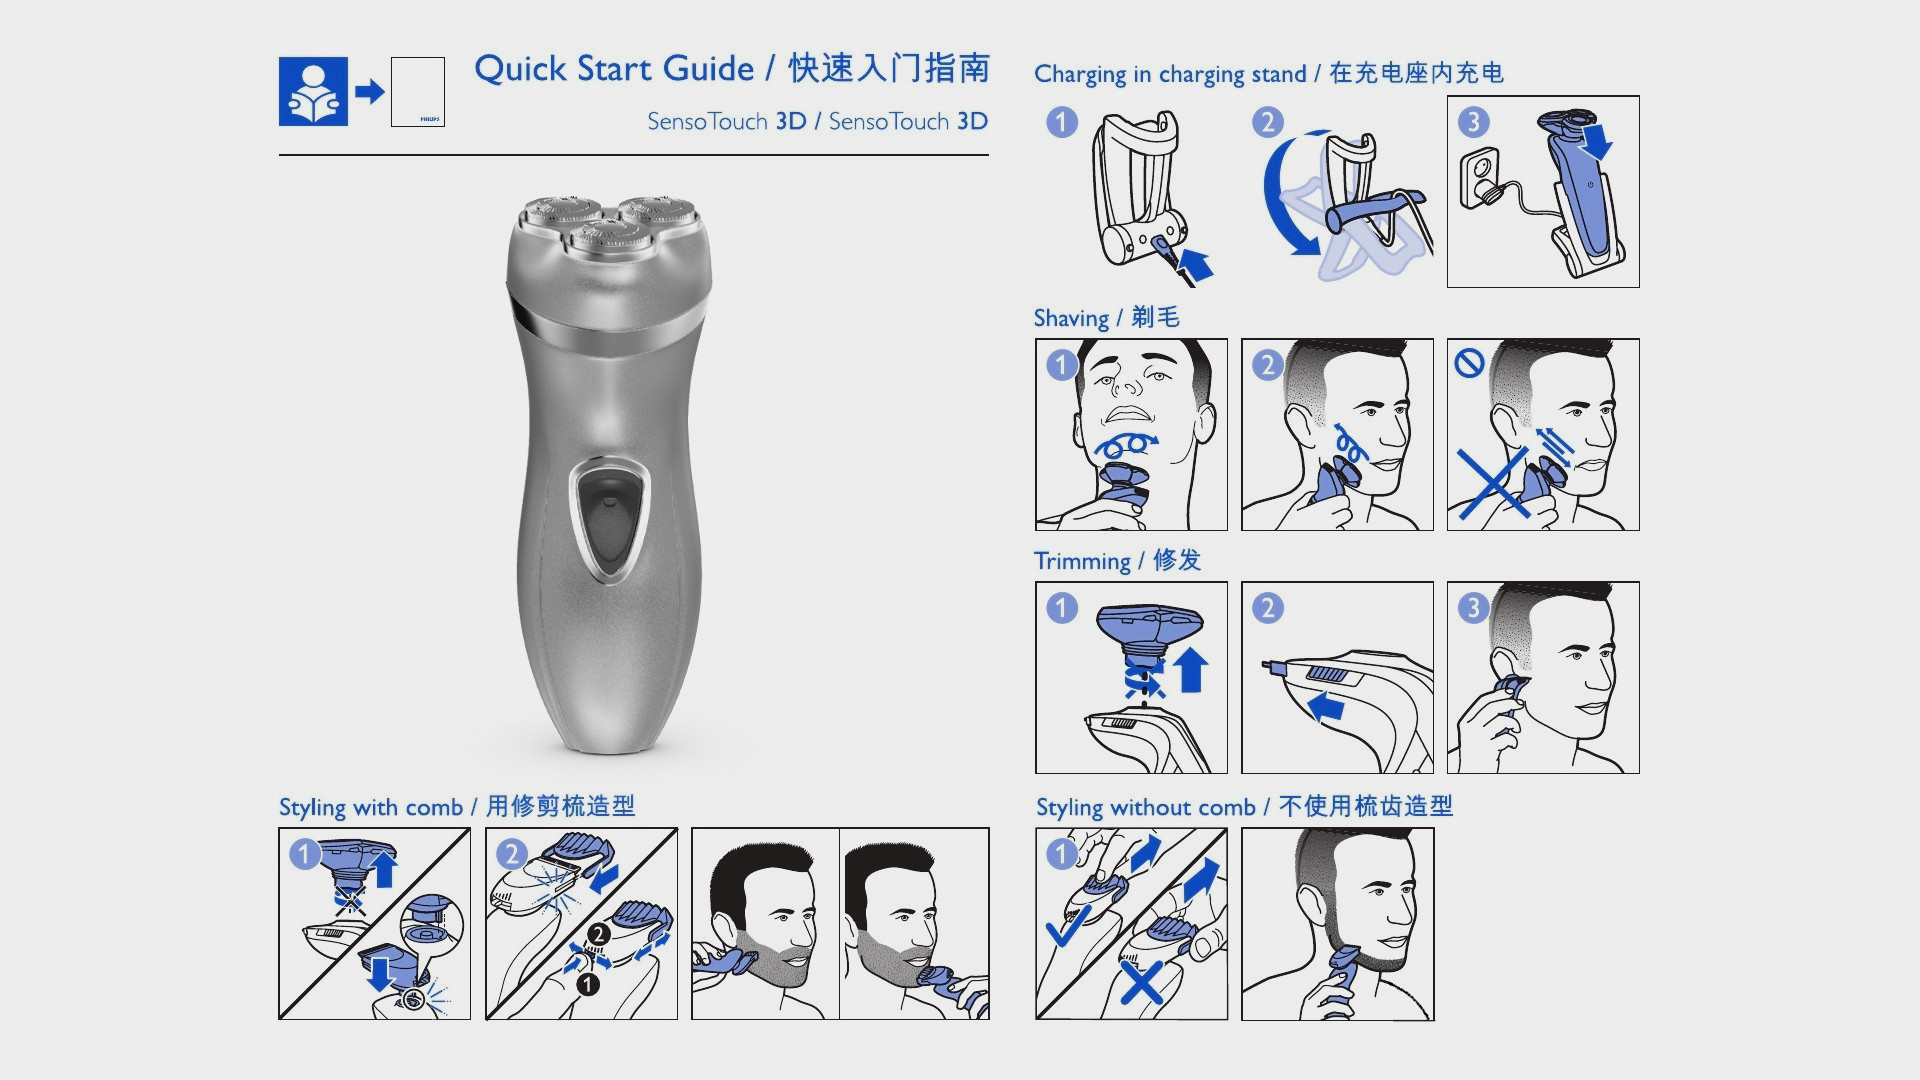 Quick Start Guide / 快速入门指南
PHILIPS
SensoTouch 3D / SensoTouch 3D
Charging in charging stand / 在充电座内充电
1
2
3
Shaving / 剃毛
1
2
Trimming / 修发
1
2
3
Styling with comb / 用修剪梳造型
1
2
2
1
Styling without comb / 不使用梳齿造型
1